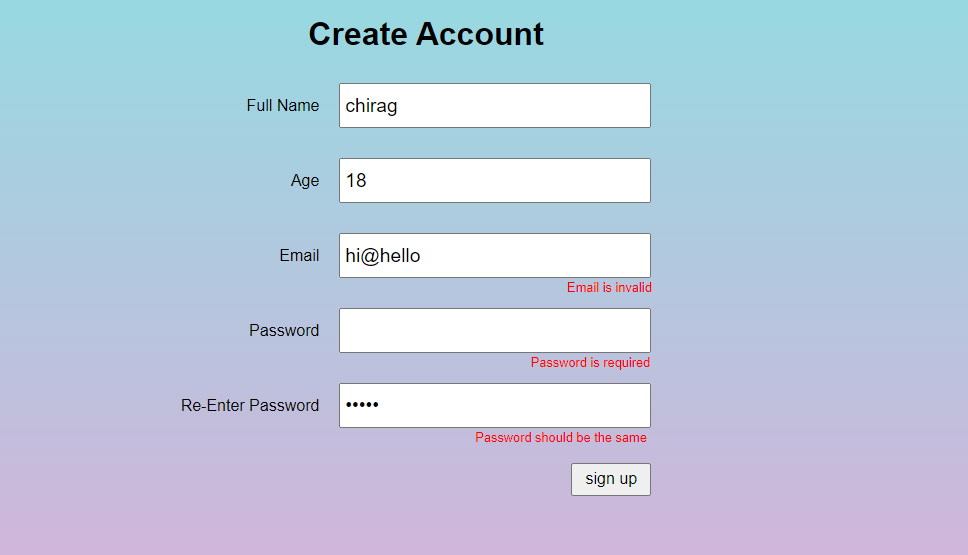 Create Account
Full Name chirag
Age 18
Email hi@hello
Email is invalid
Password
Password is required
Re-Enter Password •••••
Password should be the same
sign up